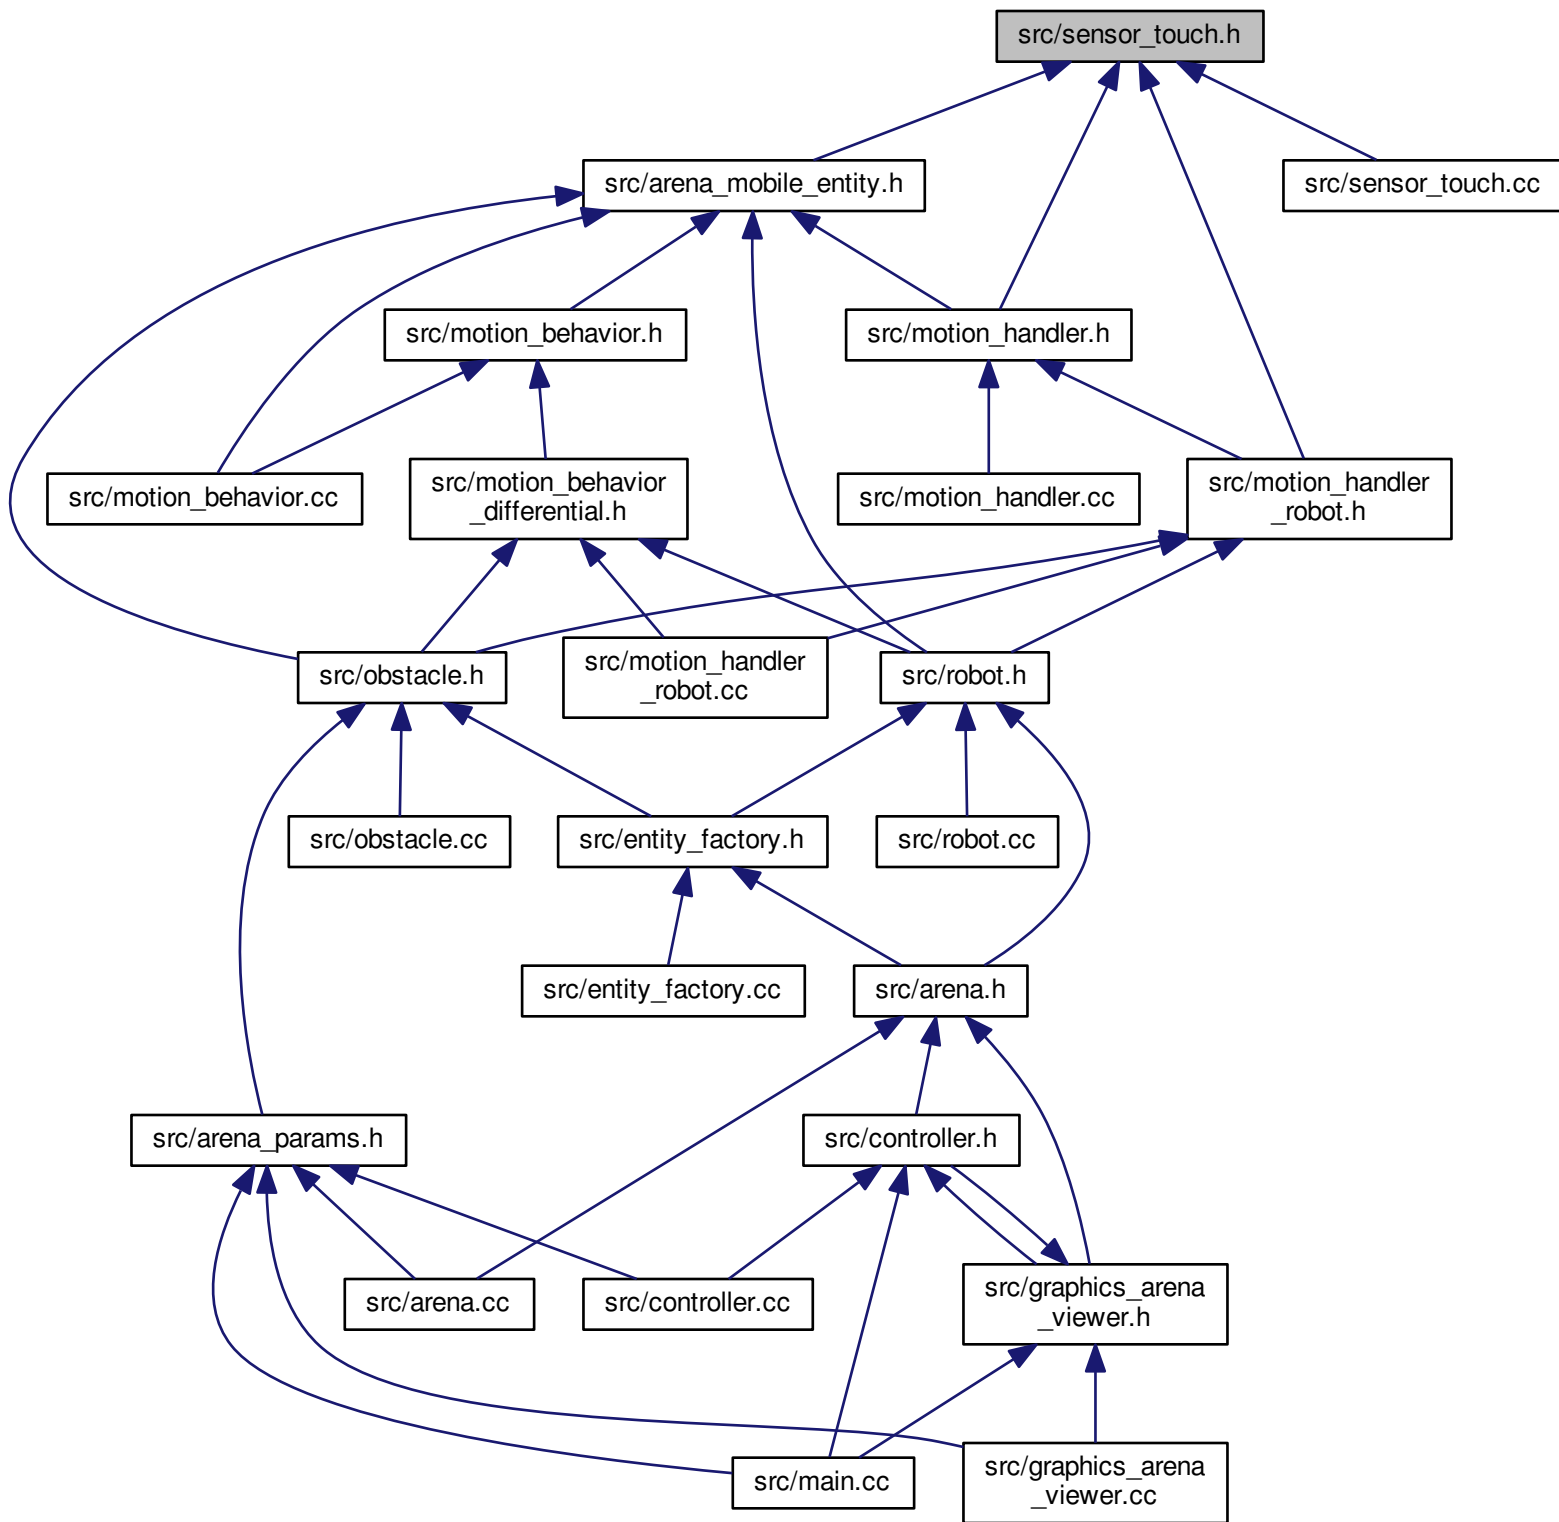 src/sensor_touch.h
src/arena_mobile_entity.h
src/sensor_touch.cc
src/motion_behavior.h
src/motion_handler.h
src/motion_behavior.cc
src/motion_behavior
_differential.h
src/motion_handler.cc
src/motion_handler
_robot.h
src/obstacle.h
src/motion_handler
_robot.cc
src/robot.h
src/obstacle.cc
src/entity_factory.h
src/robot.cc
src/entity_factory.cc
src/arena.h
src/arena_params.h
src/controller.h
src/arena.cc
src/controller.cc
src/graphics_arena
_viewer.h
src/main.cc
src/graphics_arena
_viewer.cc